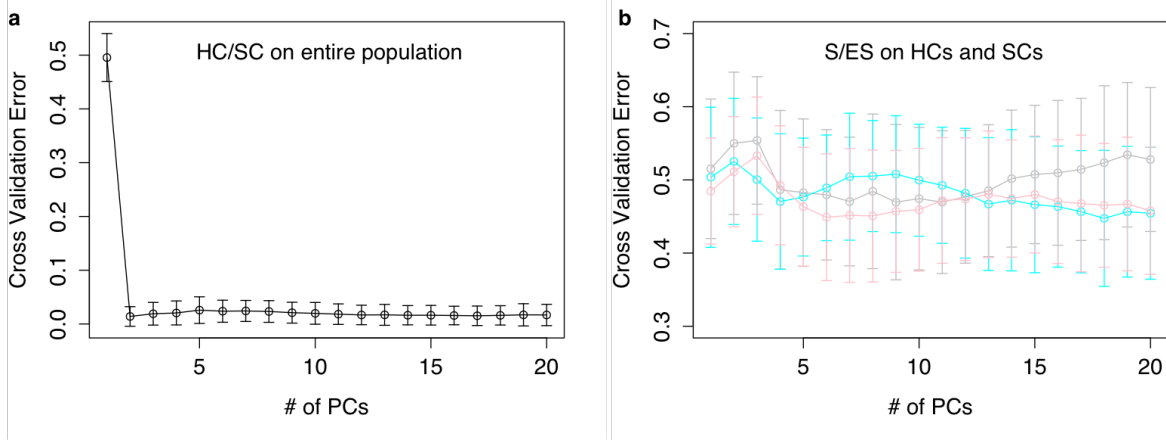 a
HC/SC on entire population
Cross Validation Error
0.5
0.4
0.3
0.2
0.1
0.0
5 10 15 20
# of PCs
b
S/ES on HCs and SCs
Cross Validation Error
0.7
0.6
0.5
0.4
0.3
5 10 15 20
# of PCs